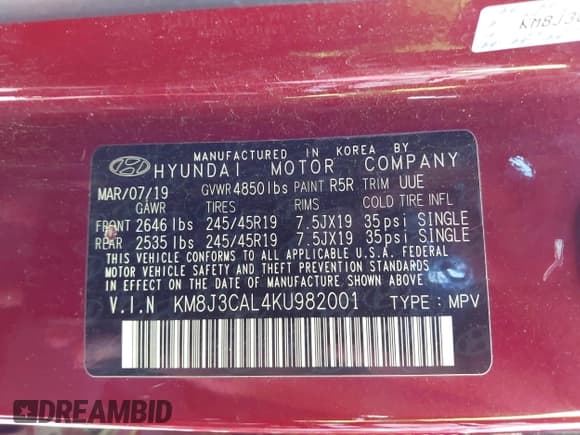 KM8J3
MANUFACTURED IN KOREA BY
HYUNDAI MOTOR COMPANY
MAR/07/19 GVWR 4850 lbs PAINT R5R TRIM UUE
GAWR TIRES RIMS COLD TIRE INFL
FRONT 2646 lbs 245/45R19 7.5JX19 35psi SINGLE
REAR 2535 lbs 245/45R19 7.5JX19 35psi SINGLE
THIS VEHICLE CONFORMS TO ALL APPLICABLE U.S.A. FEDERAL
MOTOR VEHICLE SAFETY AND THEFT PREVENTION STANDARDS
IN EFFECT ON THE DATE OF MANUFACTURE SHOWN ABOVE.
V.I.N KM8J3CAL4KU982001 TYPE : MPV
DREAMBID